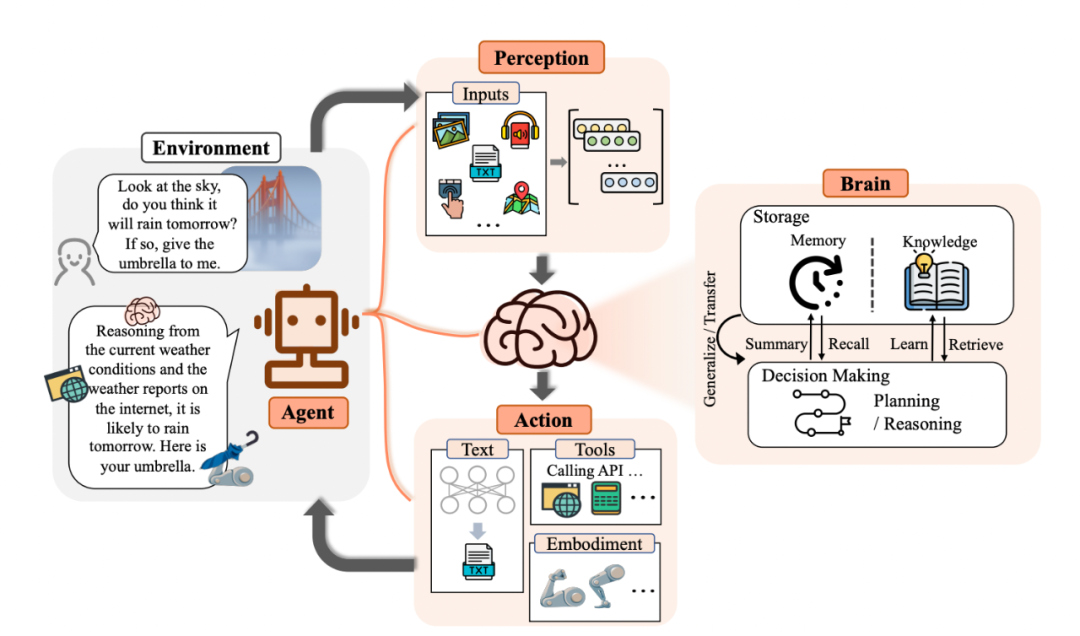 Perception
Inputs
TXT
...
...
Environment
Look at the sky,
do you think it
will rain tomorrow?
If so, give the
umbrella to me.
Reasoning from
the current weather
conditions and the
weather reports on
the internet, it is
likely to rain
tomorrow. Here is
your umbrella.
Agent
Action
Text
TXT
Tools
Calling API ...
...
Embodiment
...
Brain
Storage
Memory
Knowledge
Generalize / Transfer
Summary
Recall
Learn
Retrieve
Decision Making
Planning
/ Reasoning